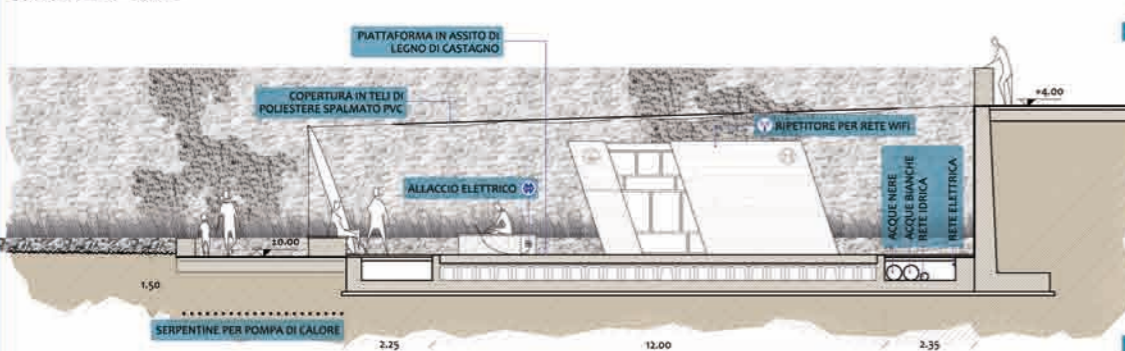 PIATTAFORMA IN ASSITO DI
LEGNO DI CASTAGNO
COPERTURA IN TELI DI
POLIESTERE SPALMATO PVC
+4.00
RIPETITORE PER RETE WIFI
ALLACCIO ELETTRICO
ACQUE NERE
ACQUE BIANCHE
RETE IDRICA
RETE ELETTRICA
±0.00
1.50
SERPENTINE PER POMPA DI CALORE
2.25
12.00
2.35